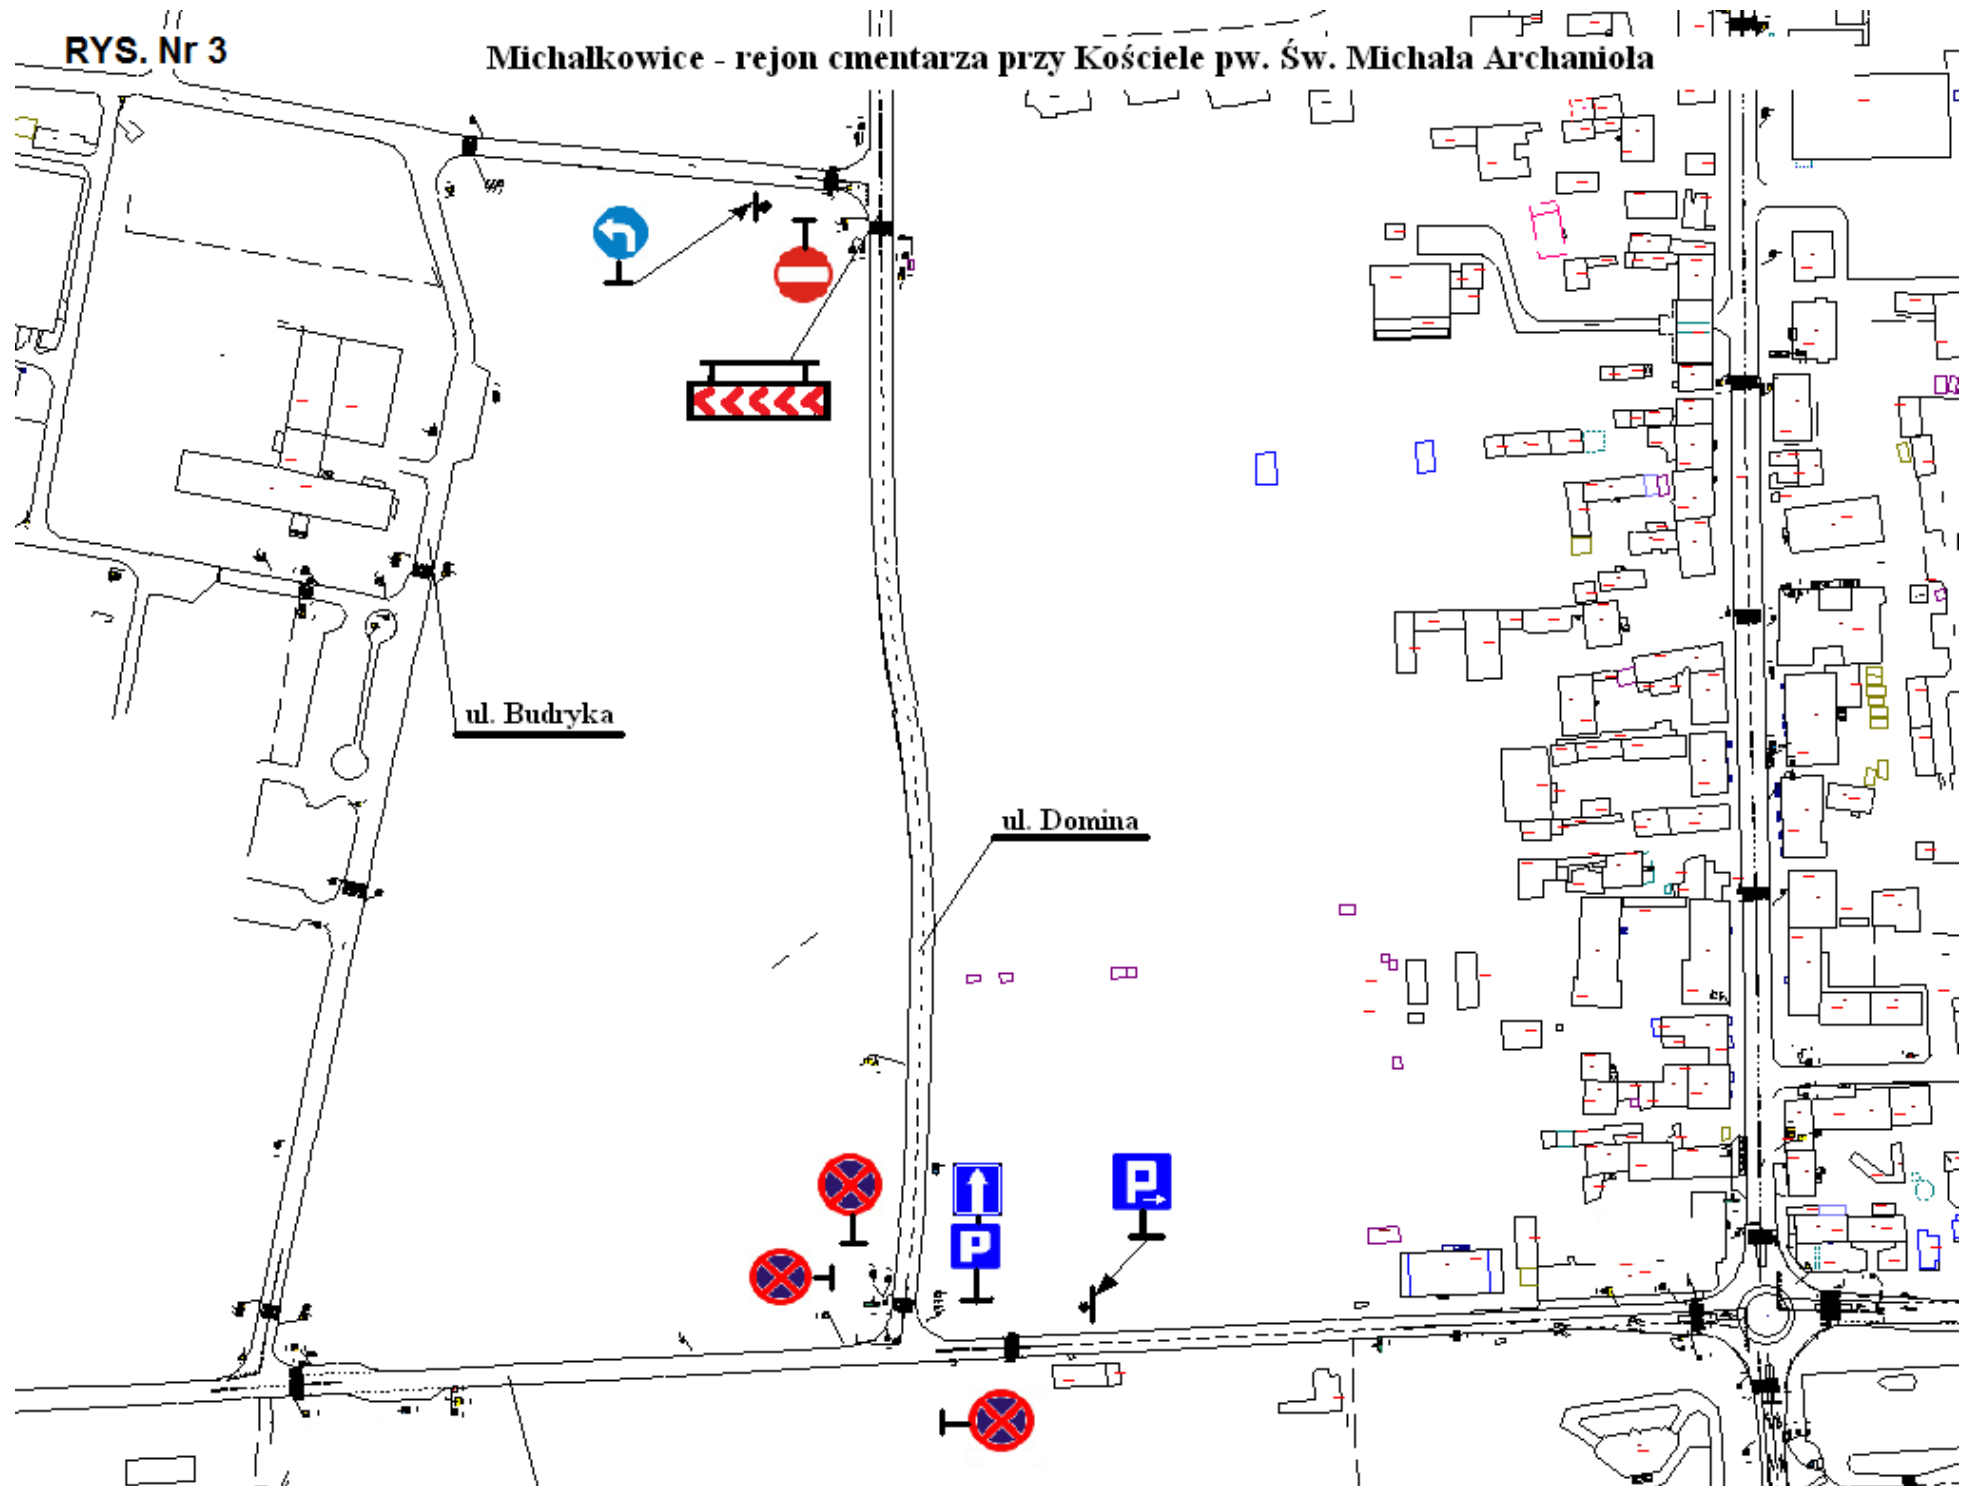 RYS. Nr 3
Michałkowice - rejon cmentarza przy Kościele pw. Św. Michała Archanioła
ul. Budryka
ul. Domina
P
P